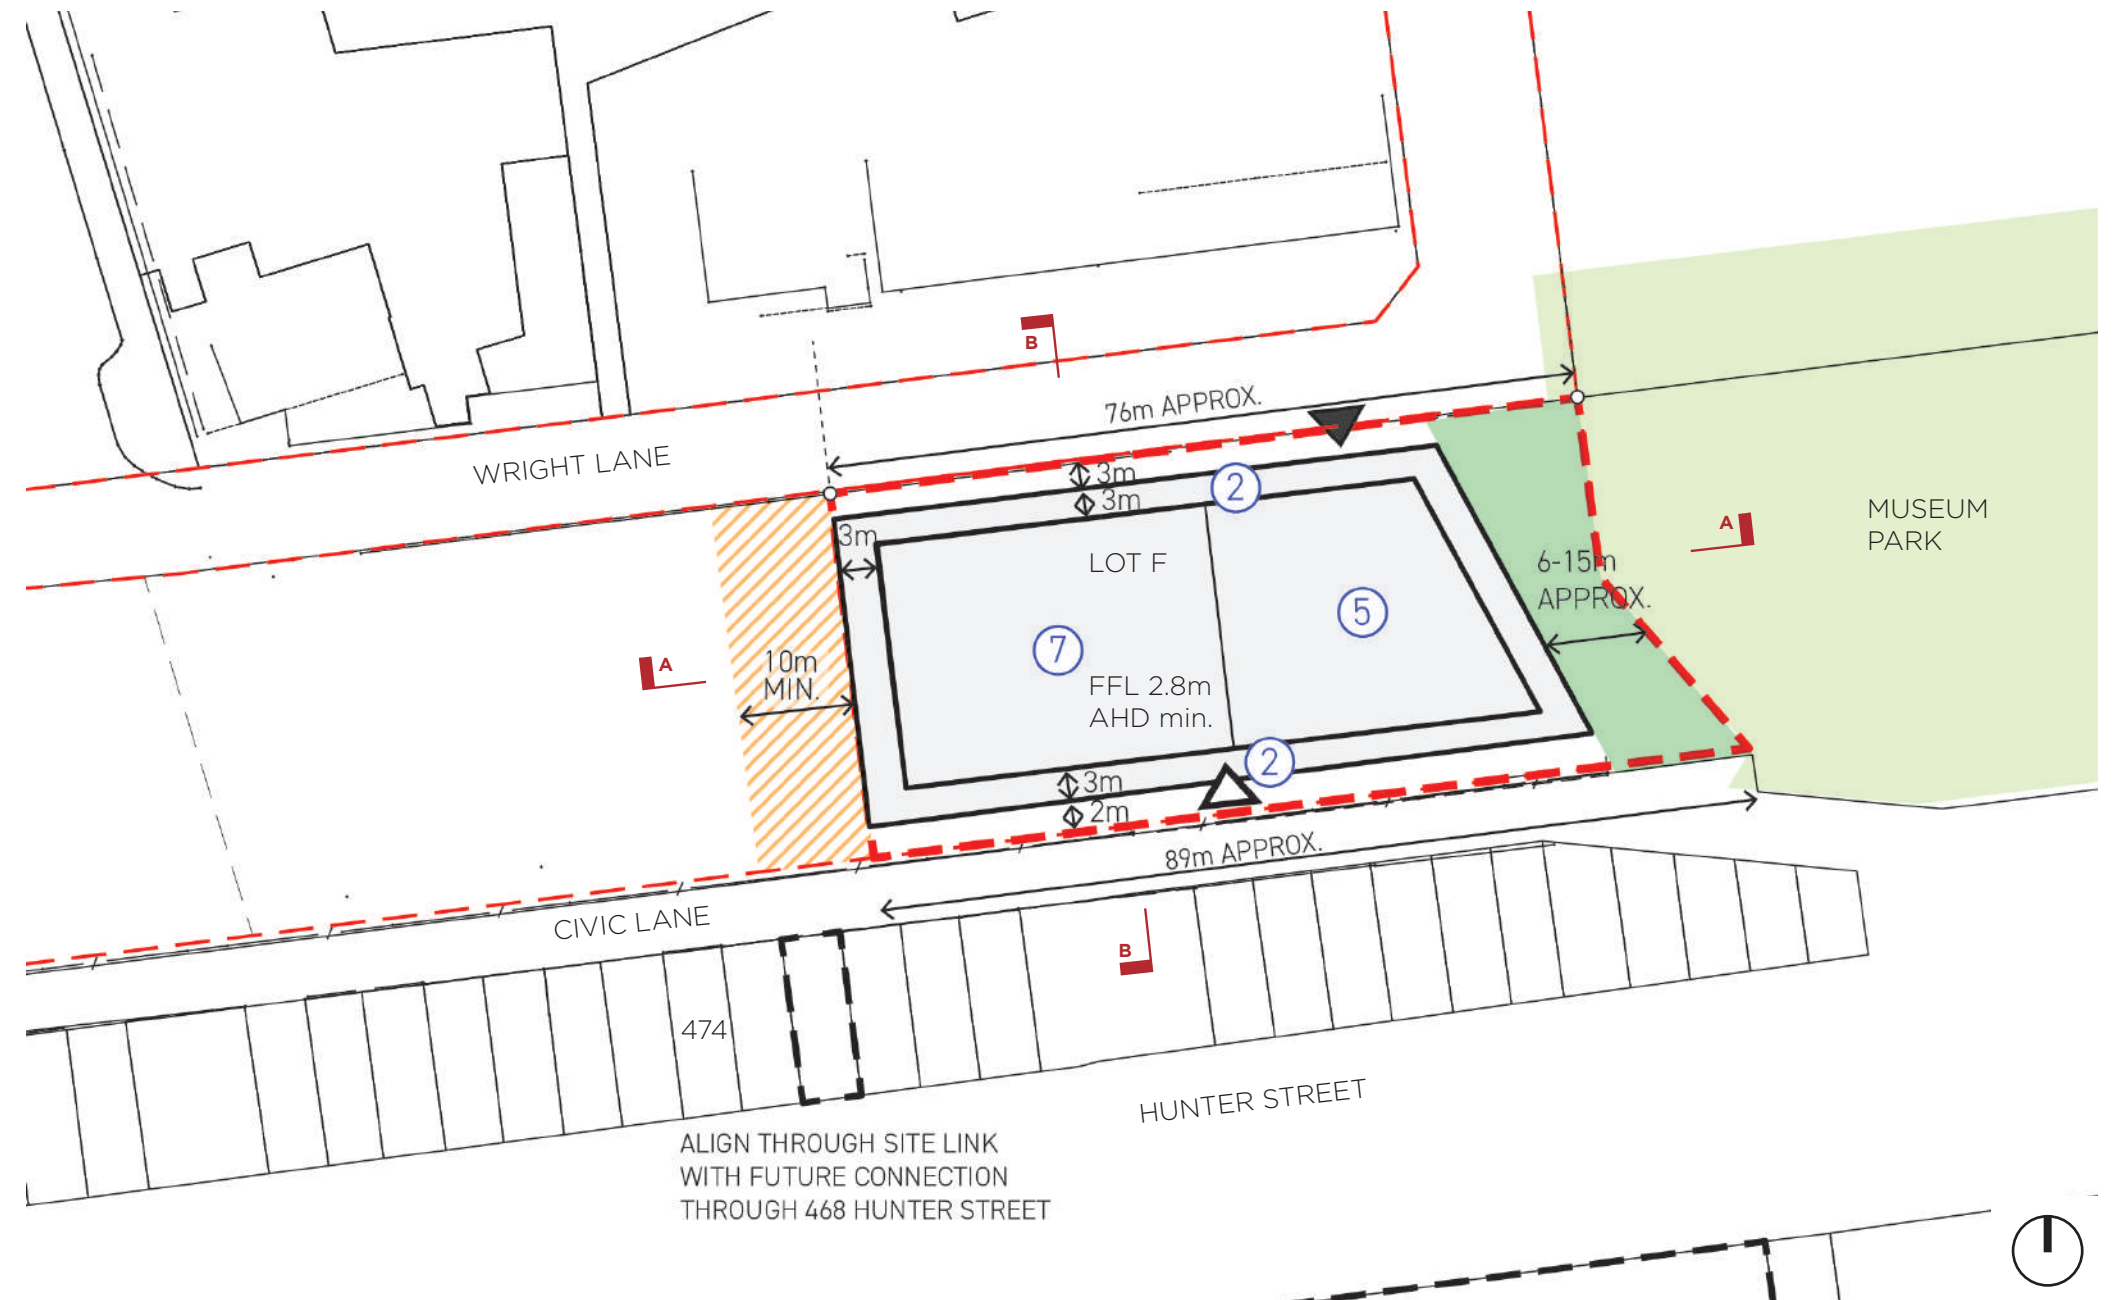 B
76m APPROX.
WRIGHT LANE
3m
2
3m
3m
MUSEUM
PARK
A
LOT F
6-15m
APPROX.
5
7
10m
MIN.
A
FFL 2.8m
AHD min.
2
3m
2m
89m APPROX.
CIVIC LANE
B
474
HUNTER STREET
ALIGN THROUGH SITE LINK
WITH FUTURE CONNECTION
THROUGH 468 HUNTER STREET